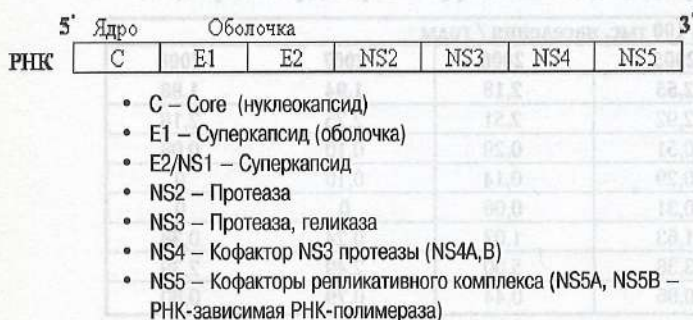 5' Ядро Оболочка 3'
РНК C E1 E2 NS2 NS3 NS4 NS5
• C – Core (нуклеокапсид)
• E1 – Суперкапсид (оболочка)
• E2/NS1 – Суперкапсид
• NS2 – Протеаза
• NS3 – Протеаза, геликаза
• NS4 – Кофактор NS3 протеазы (NS4A,B)
• NS5 – Кофакторы репликативного комплекса (NS5A, NS5B –
РНК-зависимая РНК-полимераза)